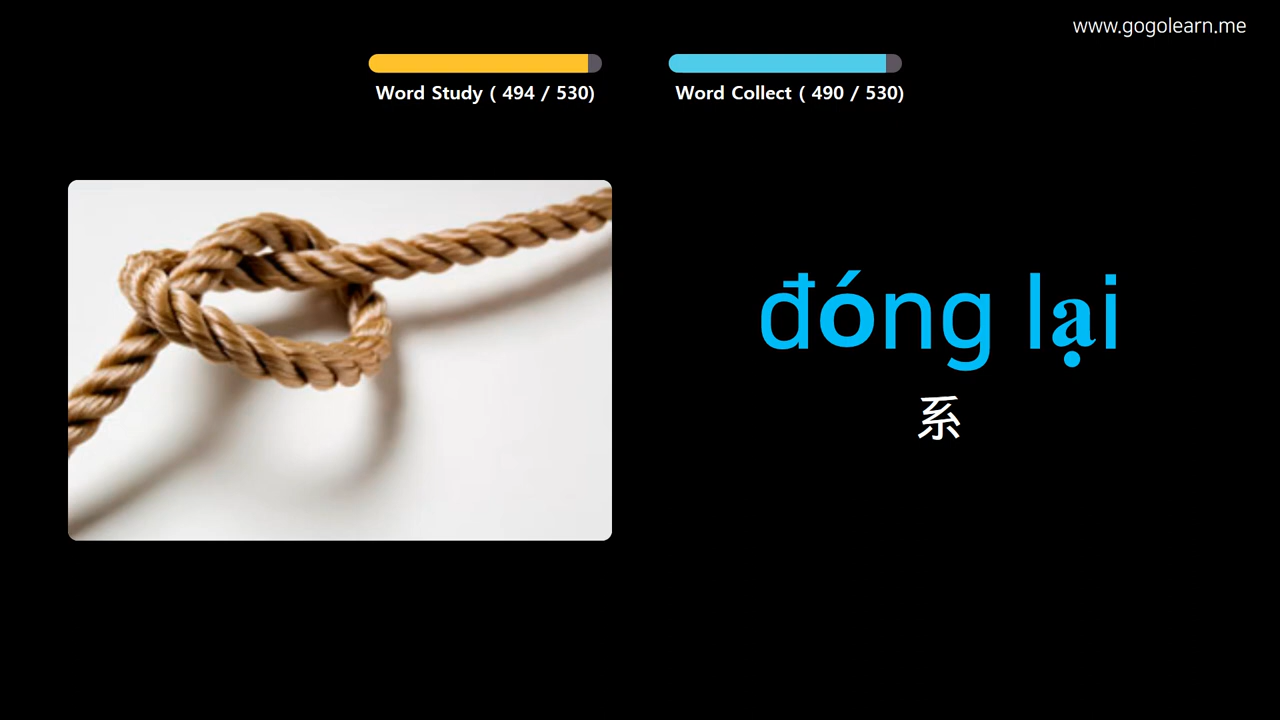 www.gogolearn.me
Word Study ( 494 / 530)
Word Collect ( 490 / 530)
đóng lại
系